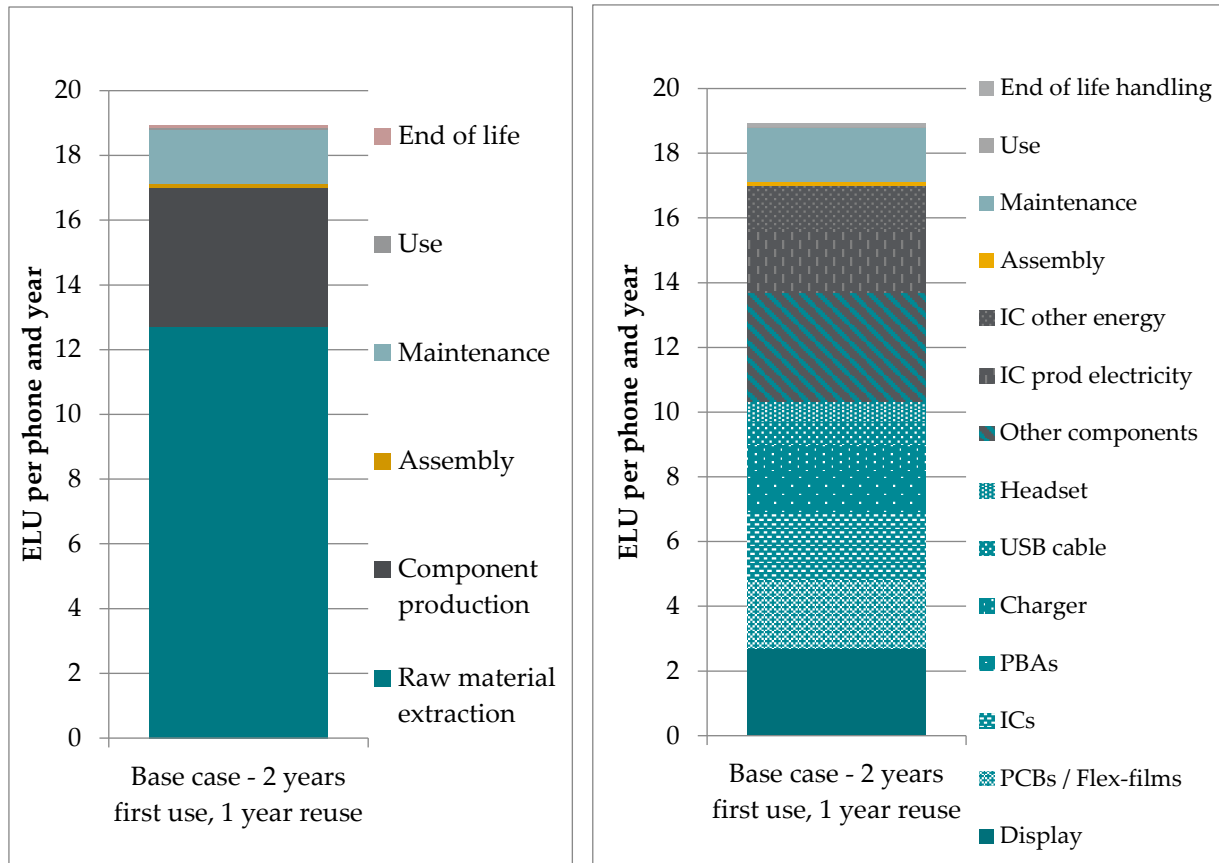 ELU per phone and year
20
18
16
14
12
10
8
6
4
2
0
Base case - 2 years
first use, 1 year reuse
End of life
Use
Maintenance
Assembly
Component
production
Raw material
extraction
ELU per phone and year
20
18
16
14
12
10
8
6
4
2
0
Base case - 2 years
first use, 1 year reuse
End of life handling
Use
Maintenance
Assembly
IC other energy
IC prod electricity
Other components
Headset
USB cable
Charger
PBAs
ICs
PCBs / Flex-films
Display